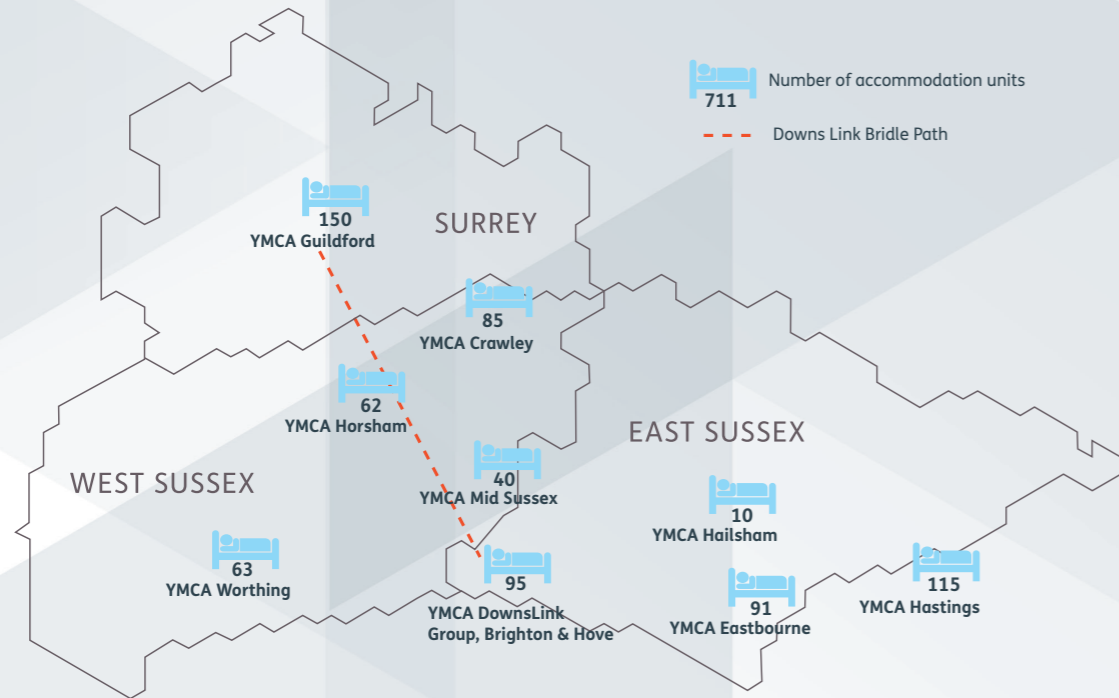 Number of accommodation units
711
Downs Link Bridle Path
150
YMCA Guildford
SURREY
85
YMCA Crawley
62
YMCA Horsham
EAST SUSSEX
WEST SUSSEX
40
YMCA Mid Sussex
10
YMCA Hailsham
63
YMCA Worthing
95
YMCA DownsLink
Group, Brighton & Hove
91
YMCA Eastbourne
115
YMCA Hastings